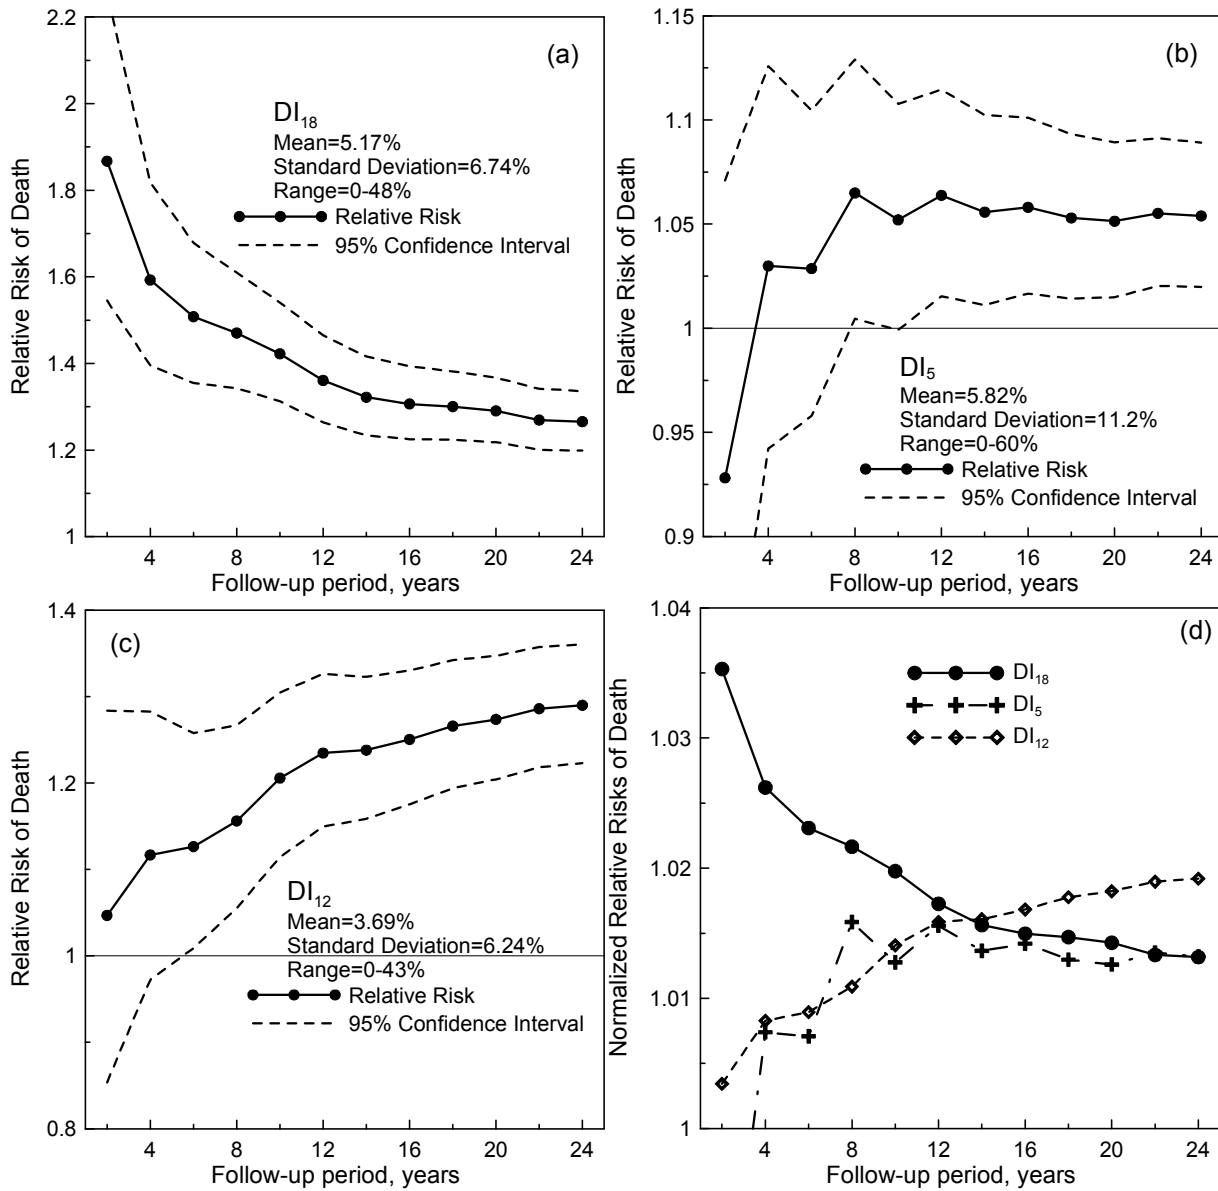 (a)
2.2
2
1.8
1.6
1.4
1.2
1
Relative Risk of Death
DI18
Mean=5.17%
Standard Deviation=6.74%
Range=0-48%
Relative Risk
95% Confidence Interval
4 8 12 16 20 24
Follow-up period, years
(b)
1.15
1.1
1.05
1
0.95
0.9
Relative Risk of Death
DI5
Mean=5.82%
Standard Deviation=11.2%
Range=0-60%
Relative Risk
95% Confidence Interval
4 8 12 16 20 24
Follow-up period, years
(c)
1.4
1.2
1
0.8
Relative Risk of Death
DI12
Mean=3.69%
Standard Deviation=6.24%
Range=0-43%
Relative Risk
95% Confidence Interval
4 8 12 16 20 24
Follow-up period, years
(d)
1.04
1.03
1.02
1.01
1
Normalized Relative Risks of Death
DI18
DI5
DI12
4 8 12 16 20 24
Follow-up period, years